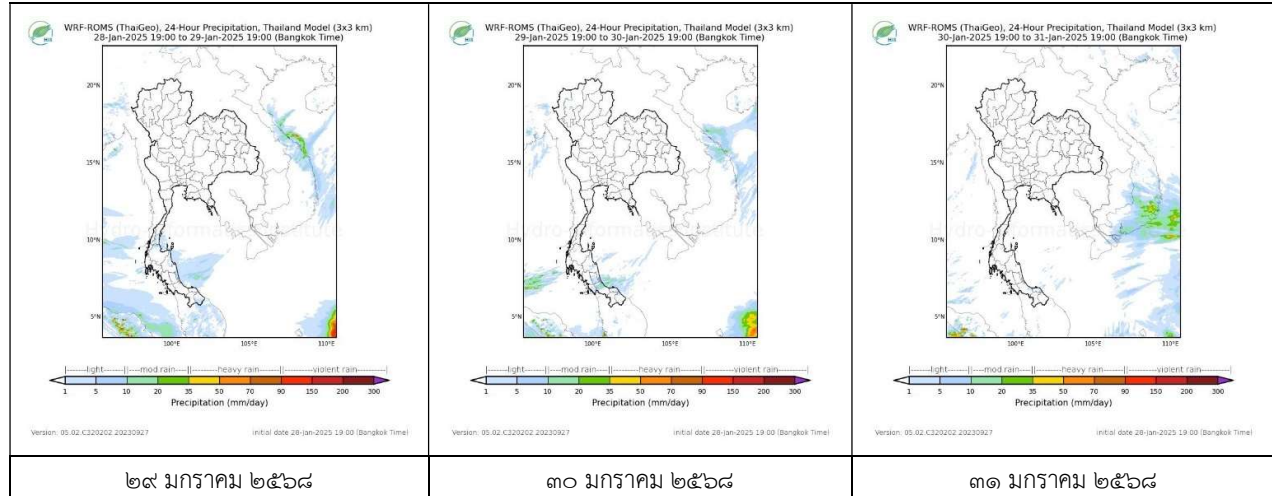 WRF-ROMS (ThaiGeo), 24-Hour Precipitation, Thailand Model (3x3 km)
28-Jan-2025 19:00 to 29-Jan-2025 19:00 (Bangkok Time)
20°N
15°N
10°N
5°N
100°E
105°E
110°E
Hydro-Informatics Institute
light mod rain heavy rain violent rain
1 5 10 20 35 50 70 90 150 200 300
Precipitation (mm/day)
Version: 05.02.C320202 20230927 initial date 28-Jan-2025 19:00 (Bangkok Time)
๒๙ มกราคม ๒๕๖๘
WRF-ROMS (ThaiGeo), 24-Hour Precipitation, Thailand Model (3x3 km)
29-Jan-2025 19:00 to 30-Jan-2025 19:00 (Bangkok Time)
20°N
15°N
10°N
5°N
100°E
105°E
110°E
Hydro-Informatics Institute
light mod rain heavy rain violent rain
1 5 10 20 35 50 70 90 150 200 300
Precipitation (mm/day)
Version: 05.02.C320202 20230927 initial date 28-Jan-2025 19:00 (Bangkok Time)
๓๐ มกราคม ๒๕๖๘
WRF-ROMS (ThaiGeo), 24-Hour Precipitation, Thailand Model (3x3 km)
30-Jan-2025 19:00 to 31-Jan-2025 19:00 (Bangkok Time)
20°N
15°N
10°N
5°N
100°E
105°E
110°E
Hydro-Informatics Institute
light mod rain heavy rain violent rain
1 5 10 20 35 50 70 90 150 200 300
Precipitation (mm/day)
Version: 05.02.C320202 20230927 initial date 28-Jan-2025 19:00 (Bangkok Time)
๓๑ มกราคม ๒๕๖๘